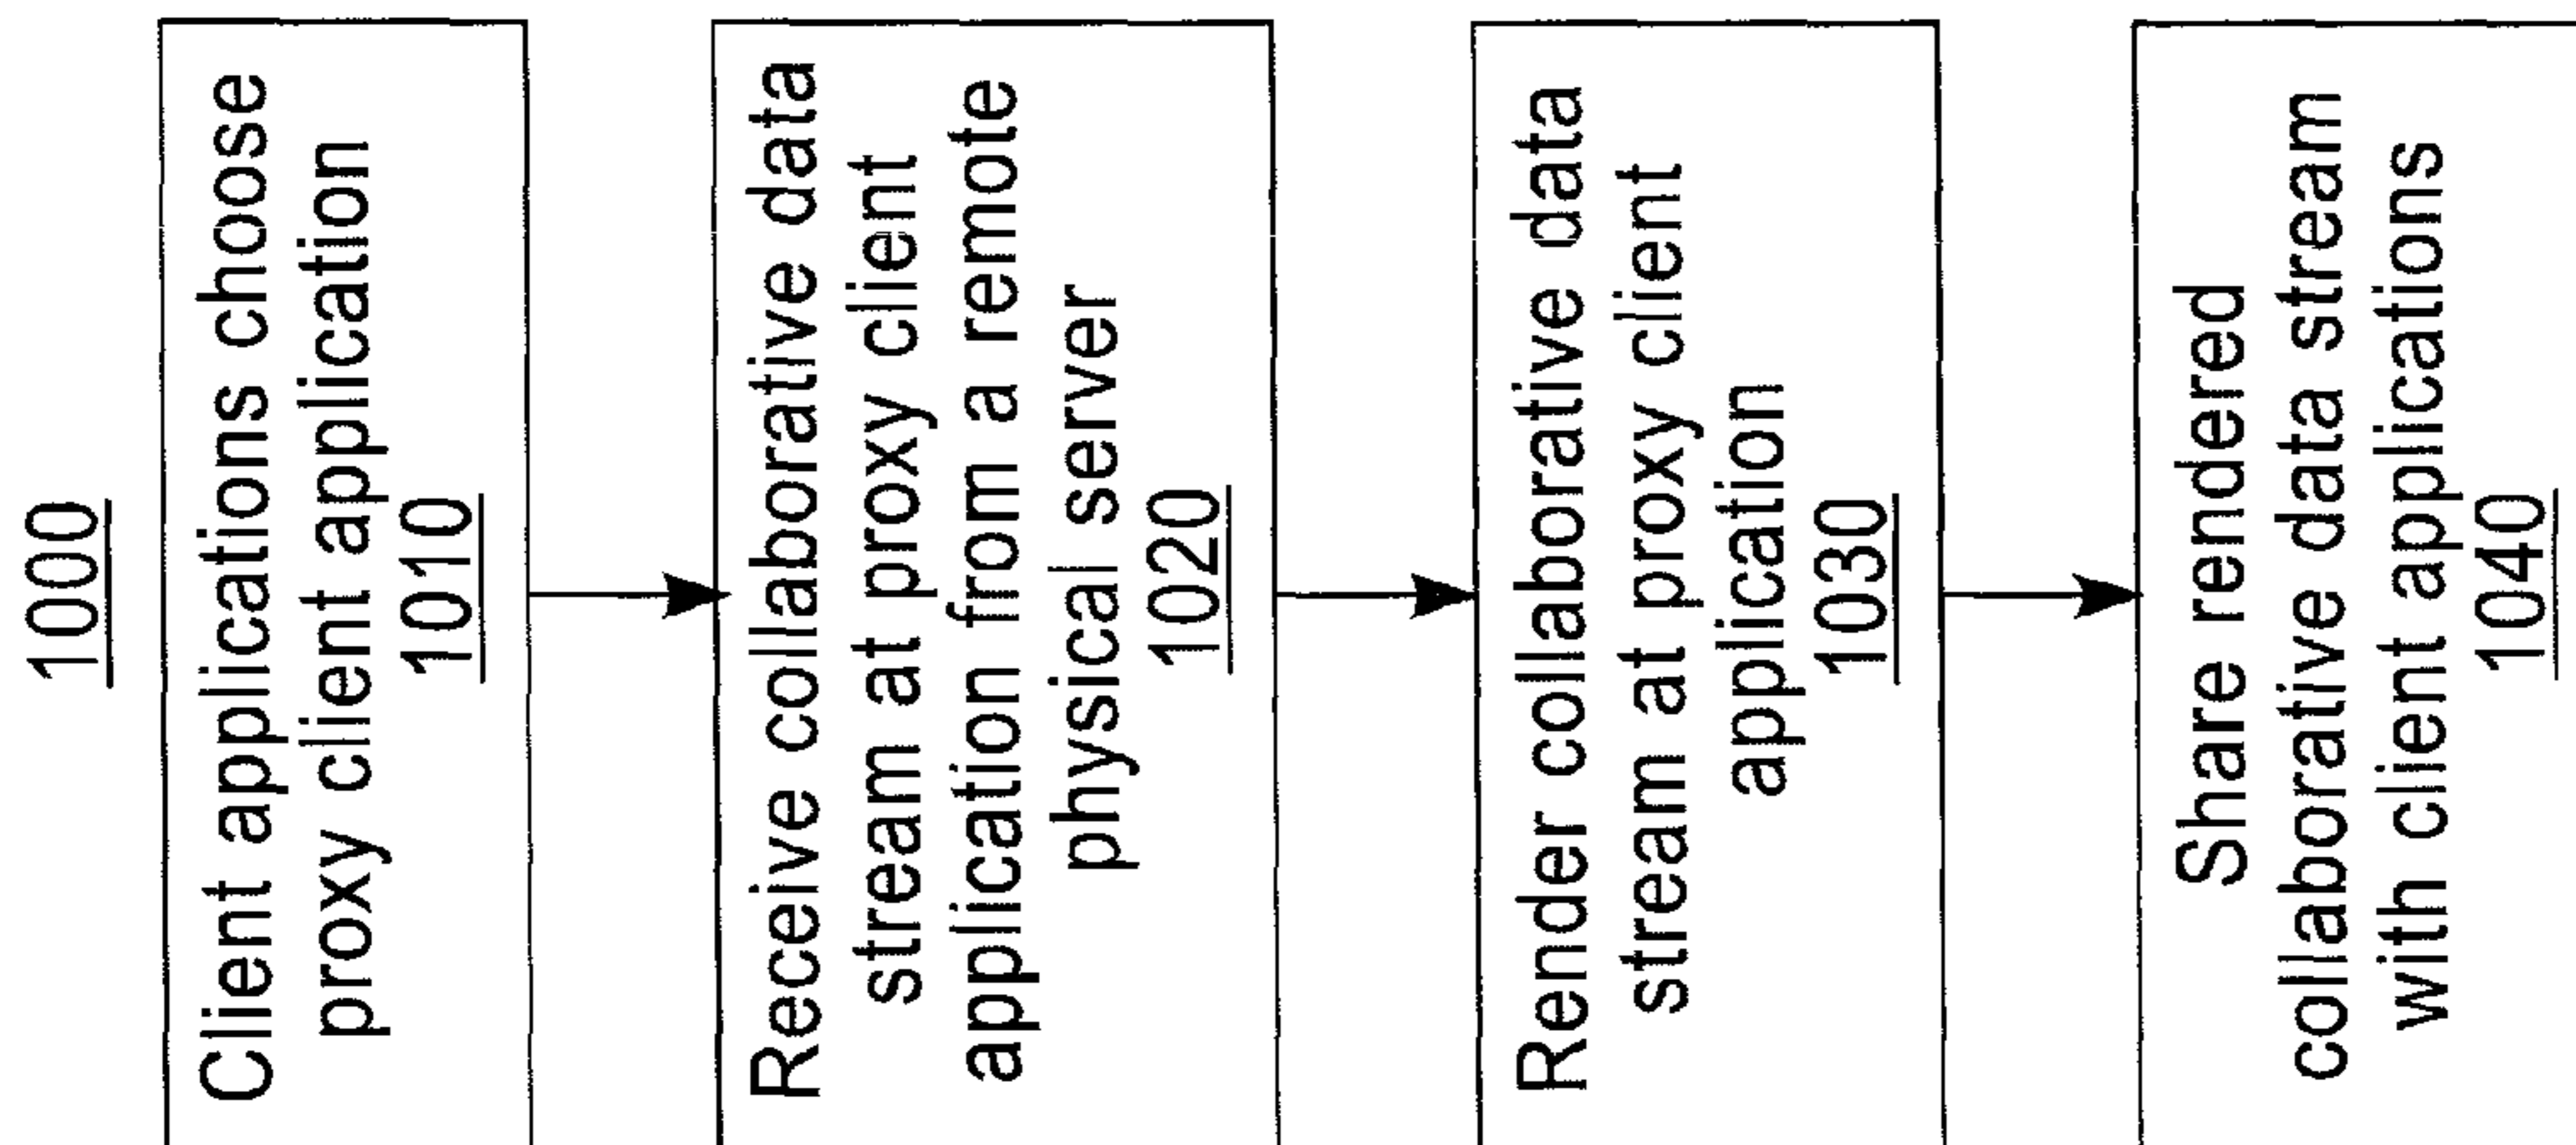 1000
Client applications choose
proxy client application
1010
Receive collaborative data
stream at proxy client
application from a remote
physical server
1020
Render collaborative data
stream at proxy client
application
1030
Share rendered
collaborative data stream
with client applications
1040